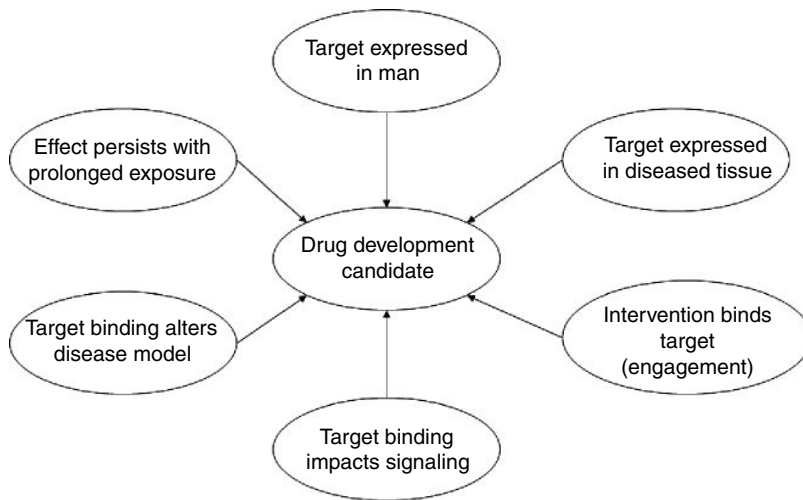 Target expressed
in man
Effect persists with
prolonged exposure
Target expressed
in diseased tissue
Drug development
candidate
Target binding alters
disease model
Intervention binds
target
(engagement)
Target binding
impacts signaling